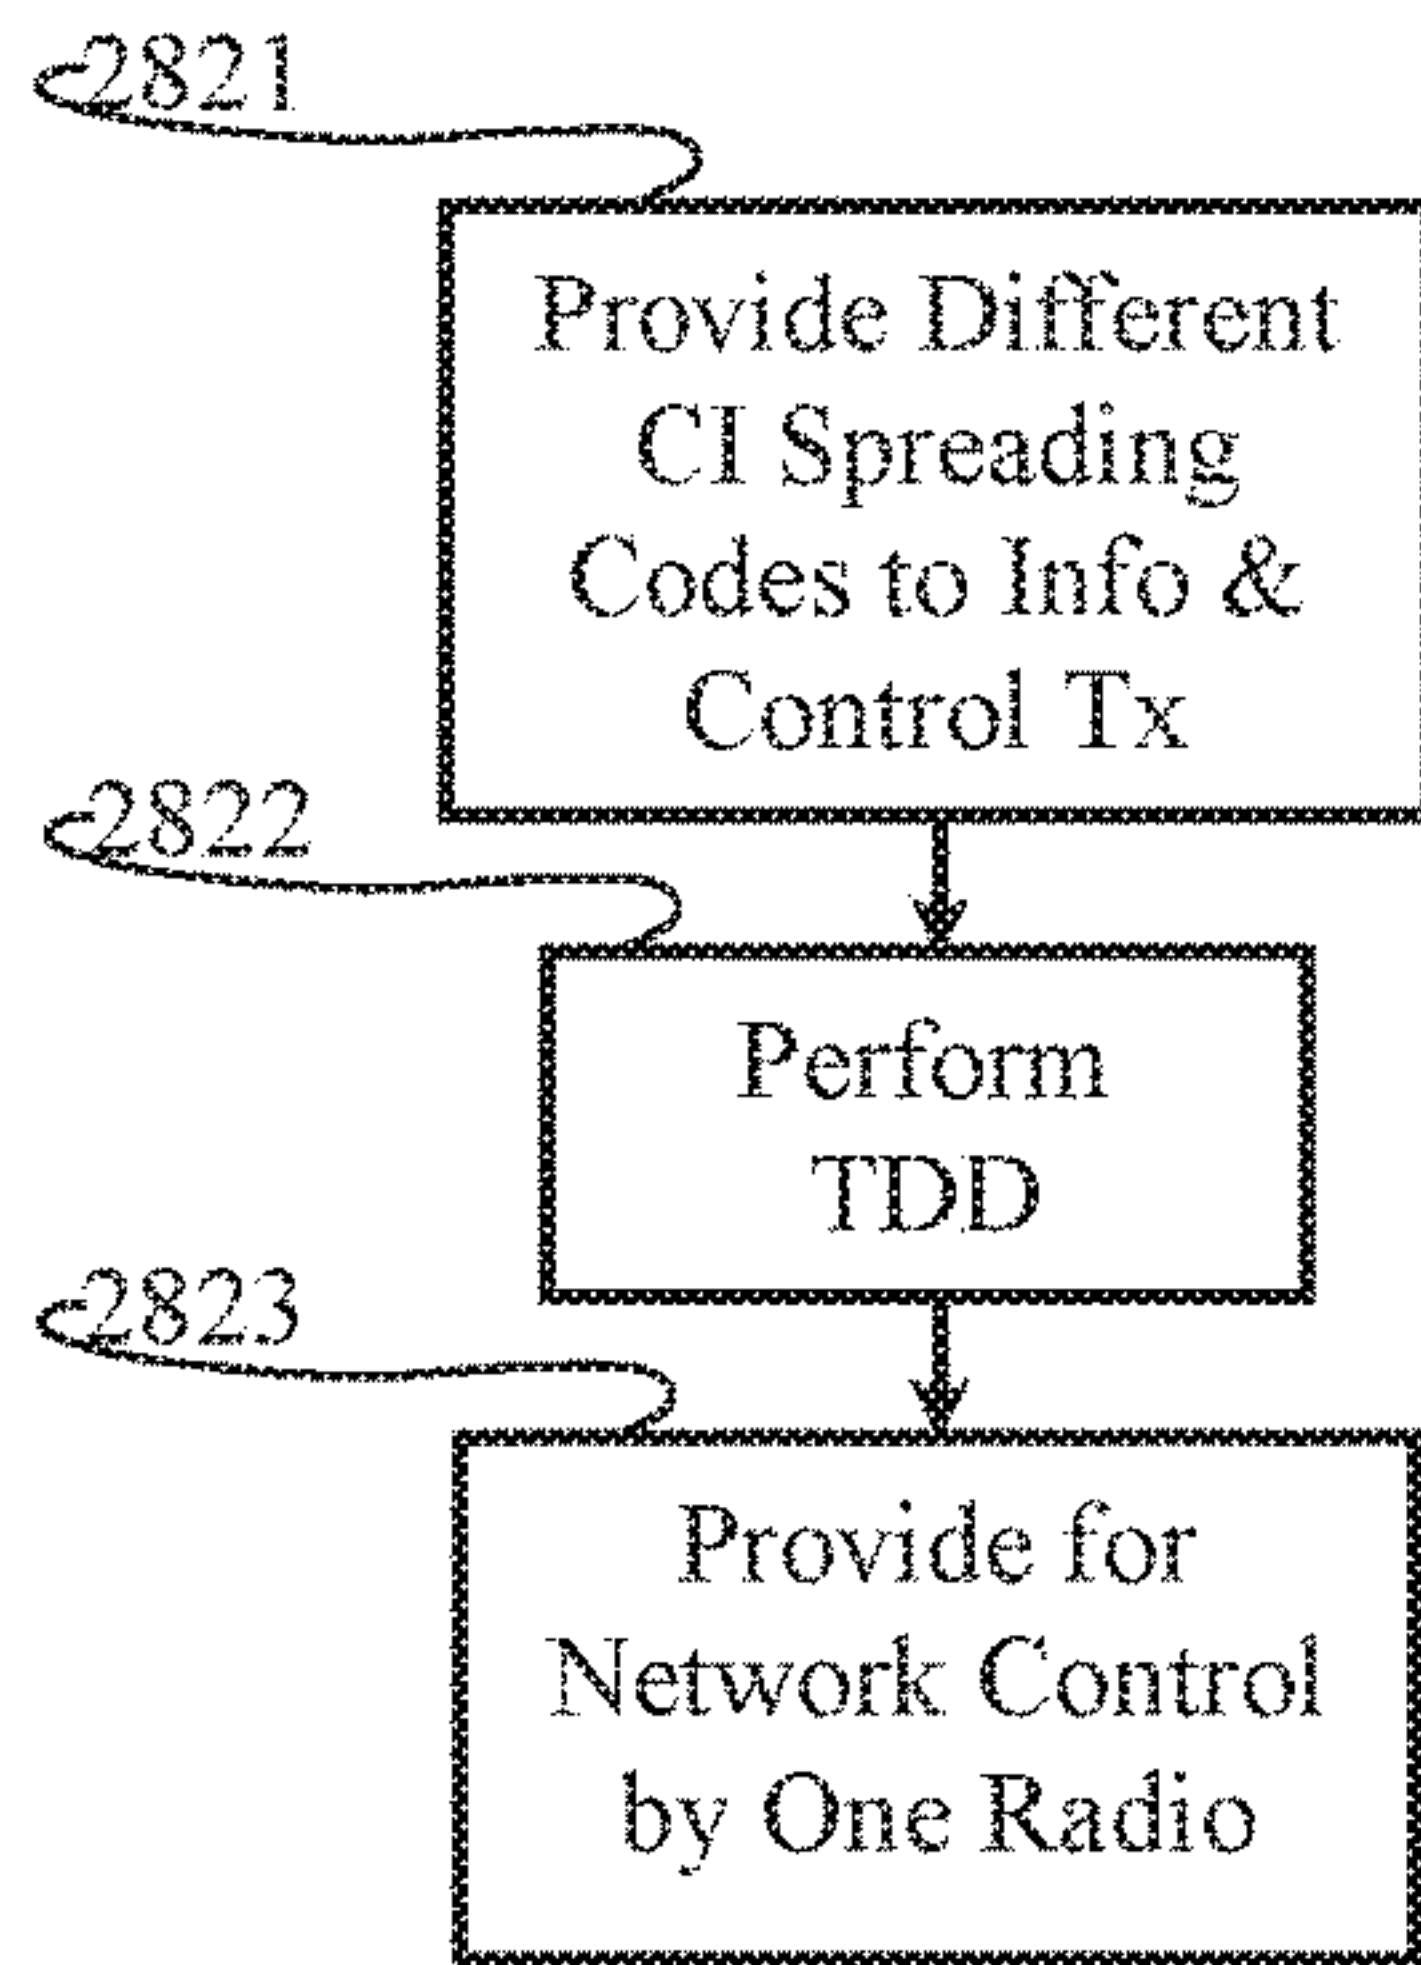 2821
Provide Different
CI Spreading
Codes to Info &
Control Tx
2822
Perform
TDD
2823
Provide for
Network Control
by One Radio